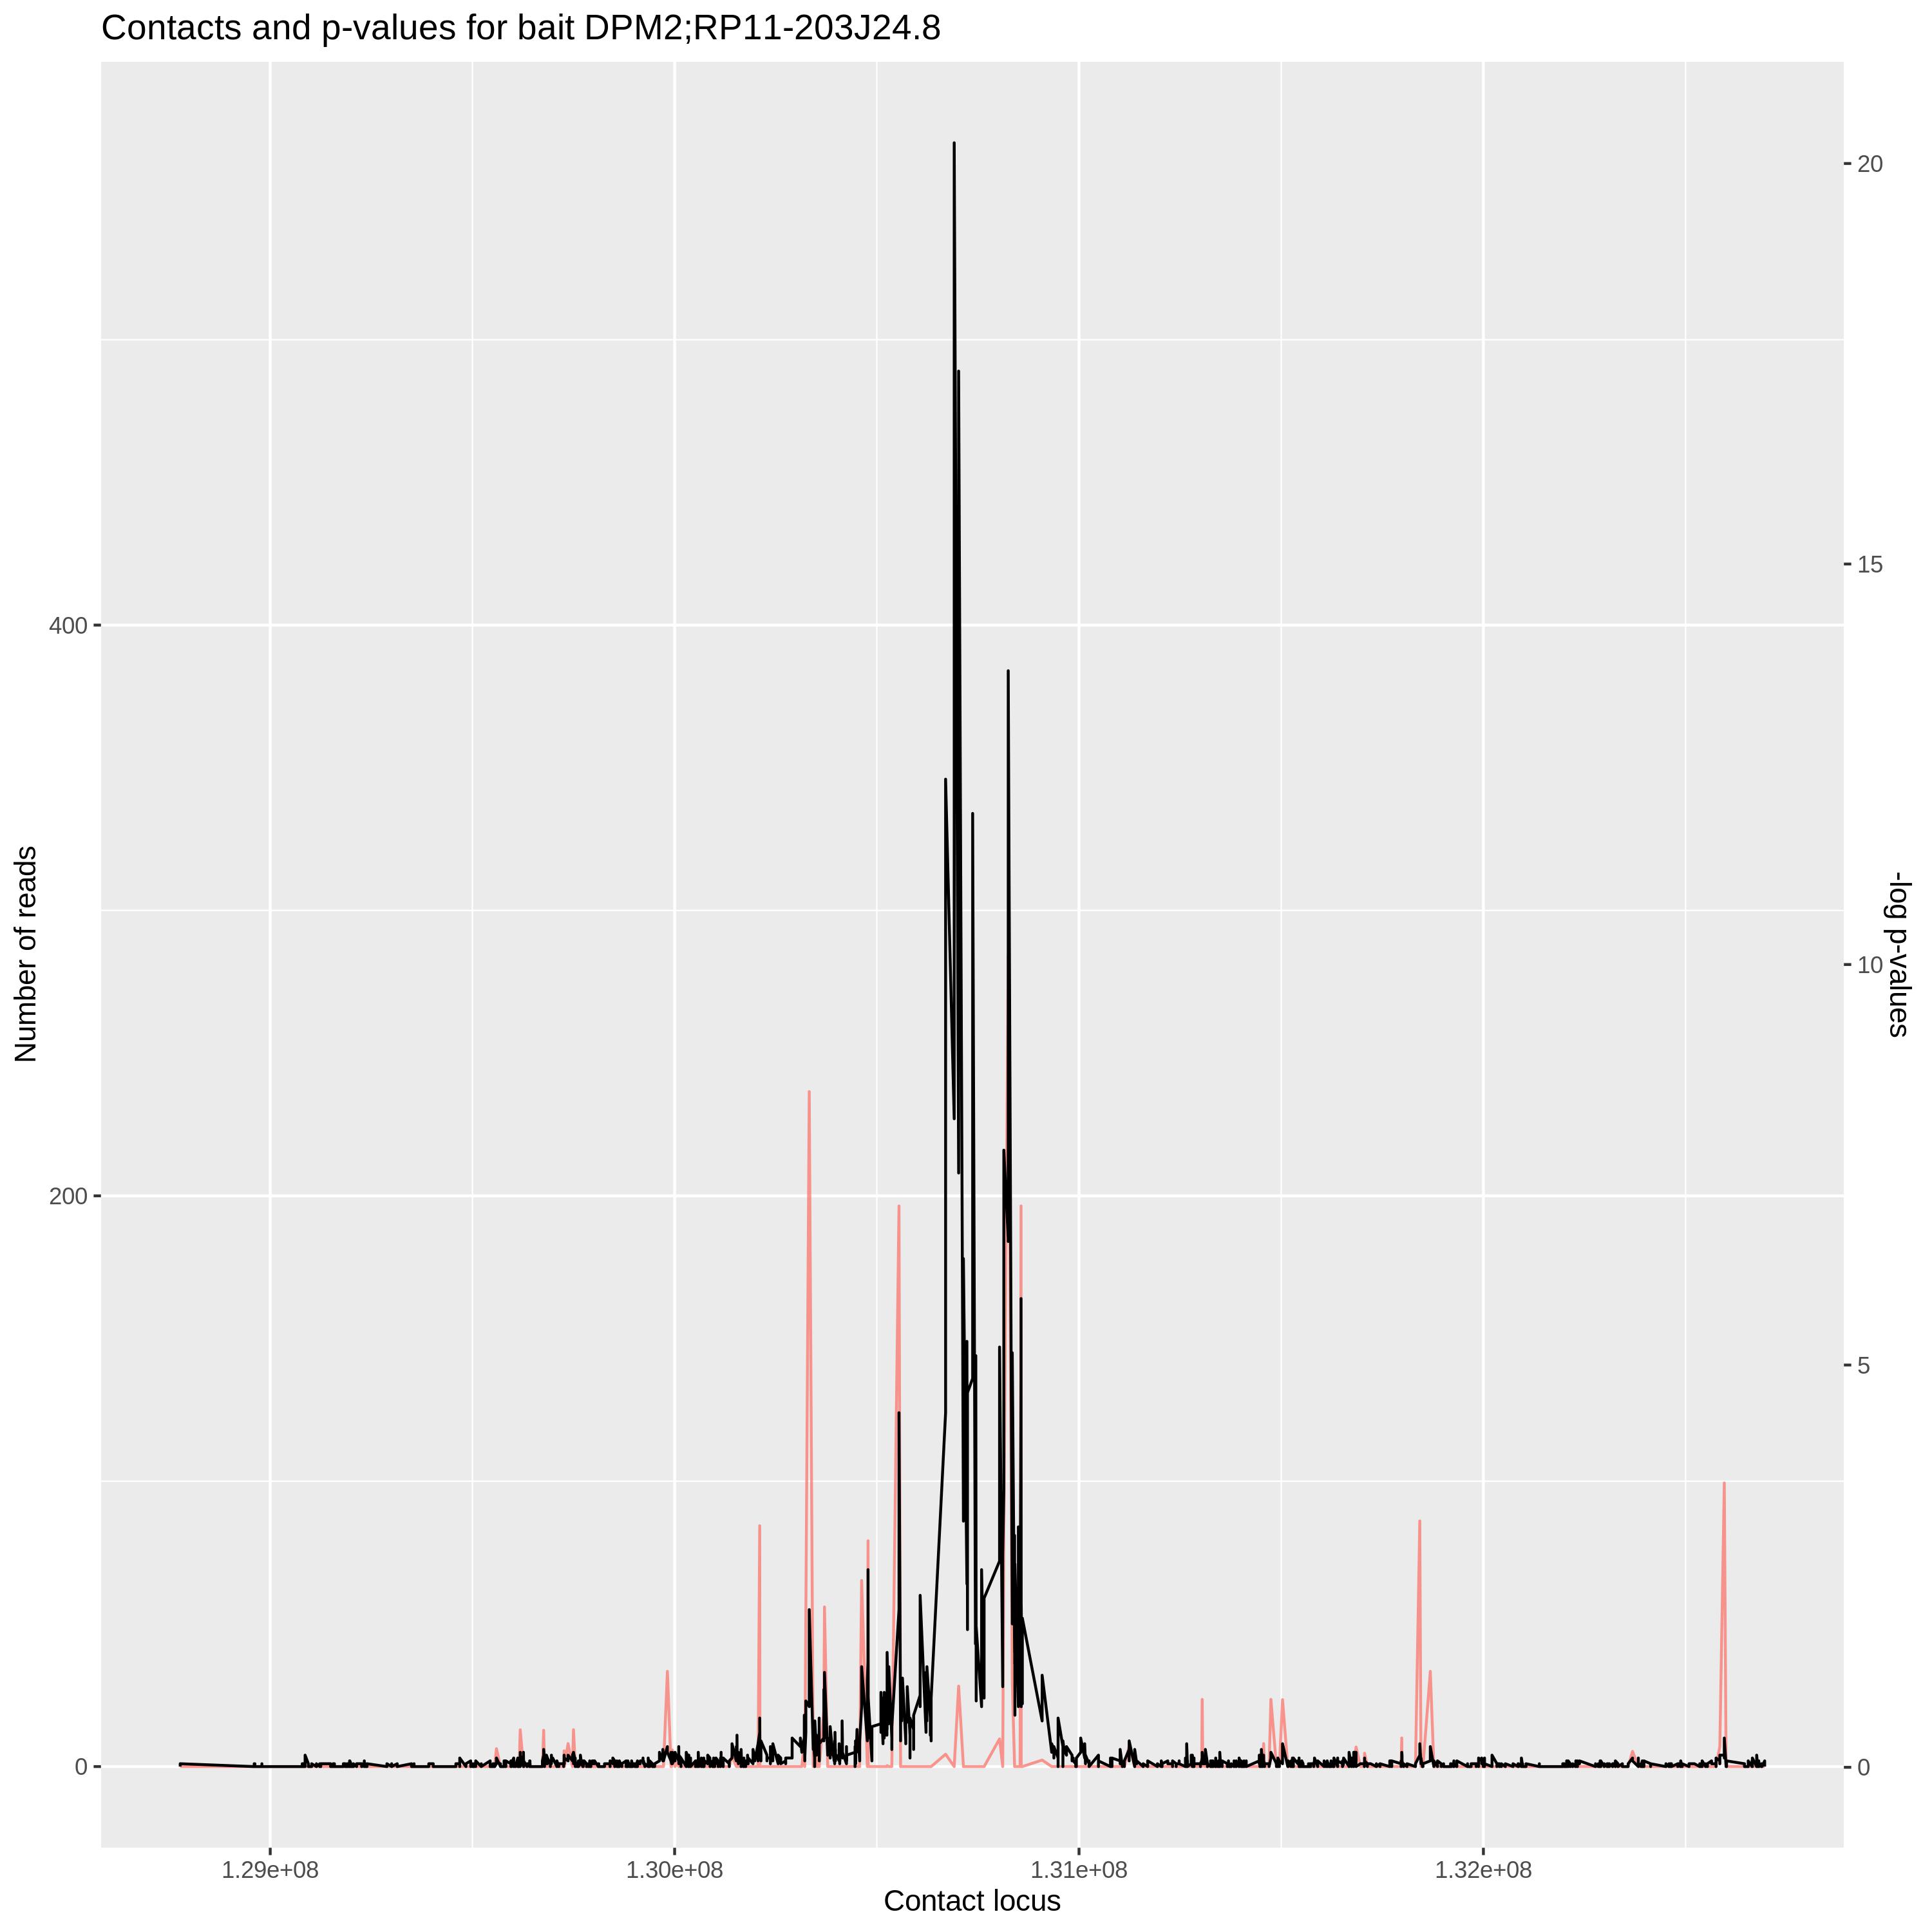 Contacts and p-values for bait DPM2;RP11-203J24.8
Number of reads
400
200
0
20
15
10
5
0
-log p-values
1.29e+08 1.30e+08 1.31e+08 1.32e+08
Contact locus